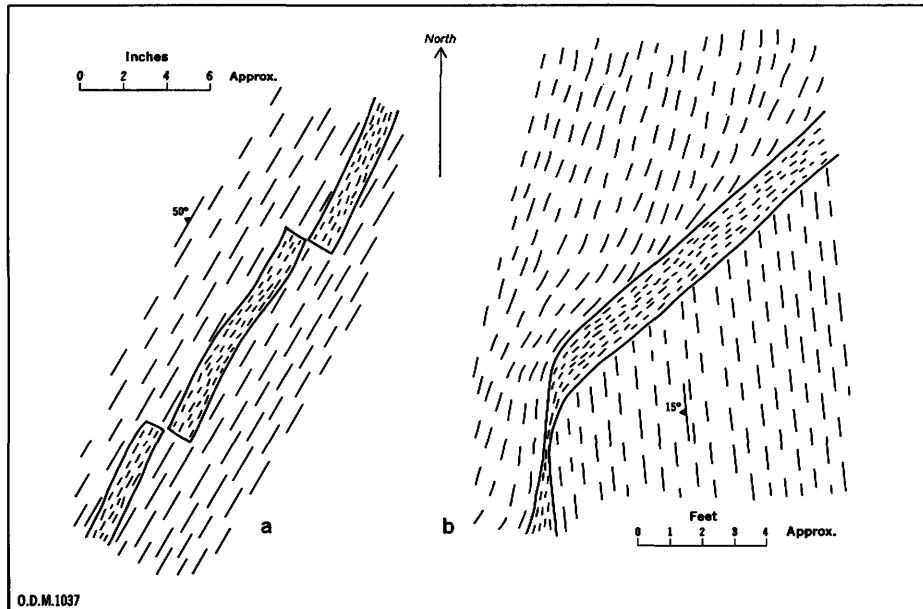 Inches
0 2 4 6 Approx.
North
50°
15°
a
b
Feet
0 1 2 3 4 Approx.
O.D.M.1037